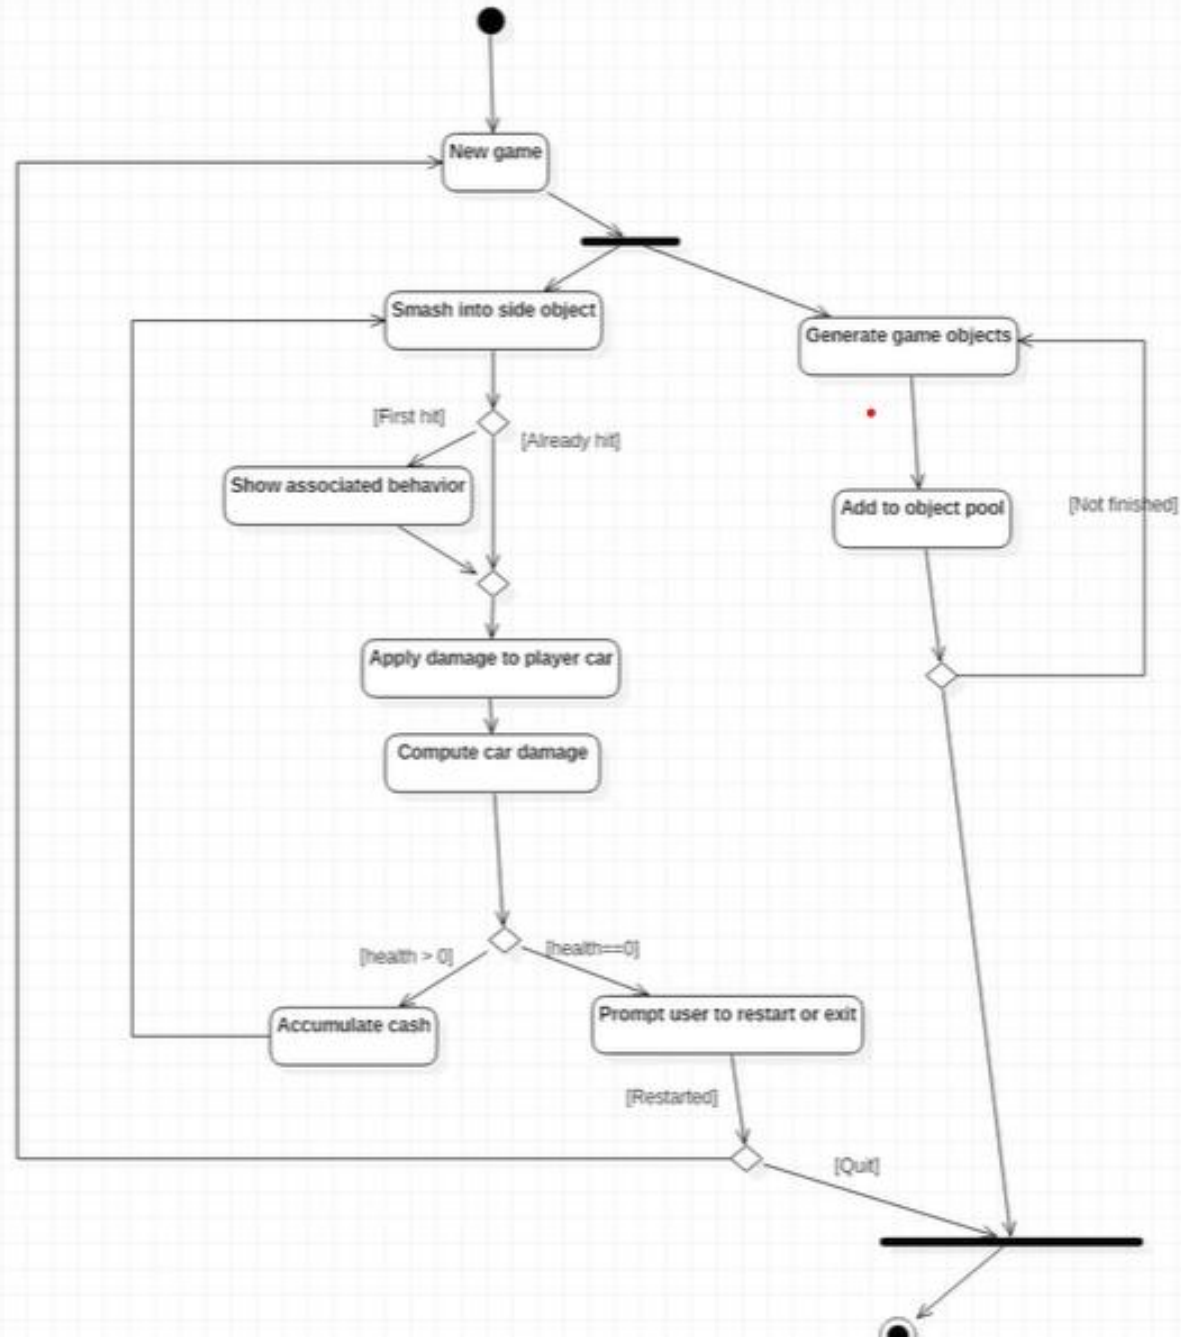 New game
Smash into side object
Generate game objects
[First hit]
[Already hit]
Show associated behavior
Add to object pool
[Not finished]
Apply damage to player car
Compute car damage
[health > 0]
[health==0]
Accumulate cash
Prompt user to restart or exit
[Restarted]
[Quit]